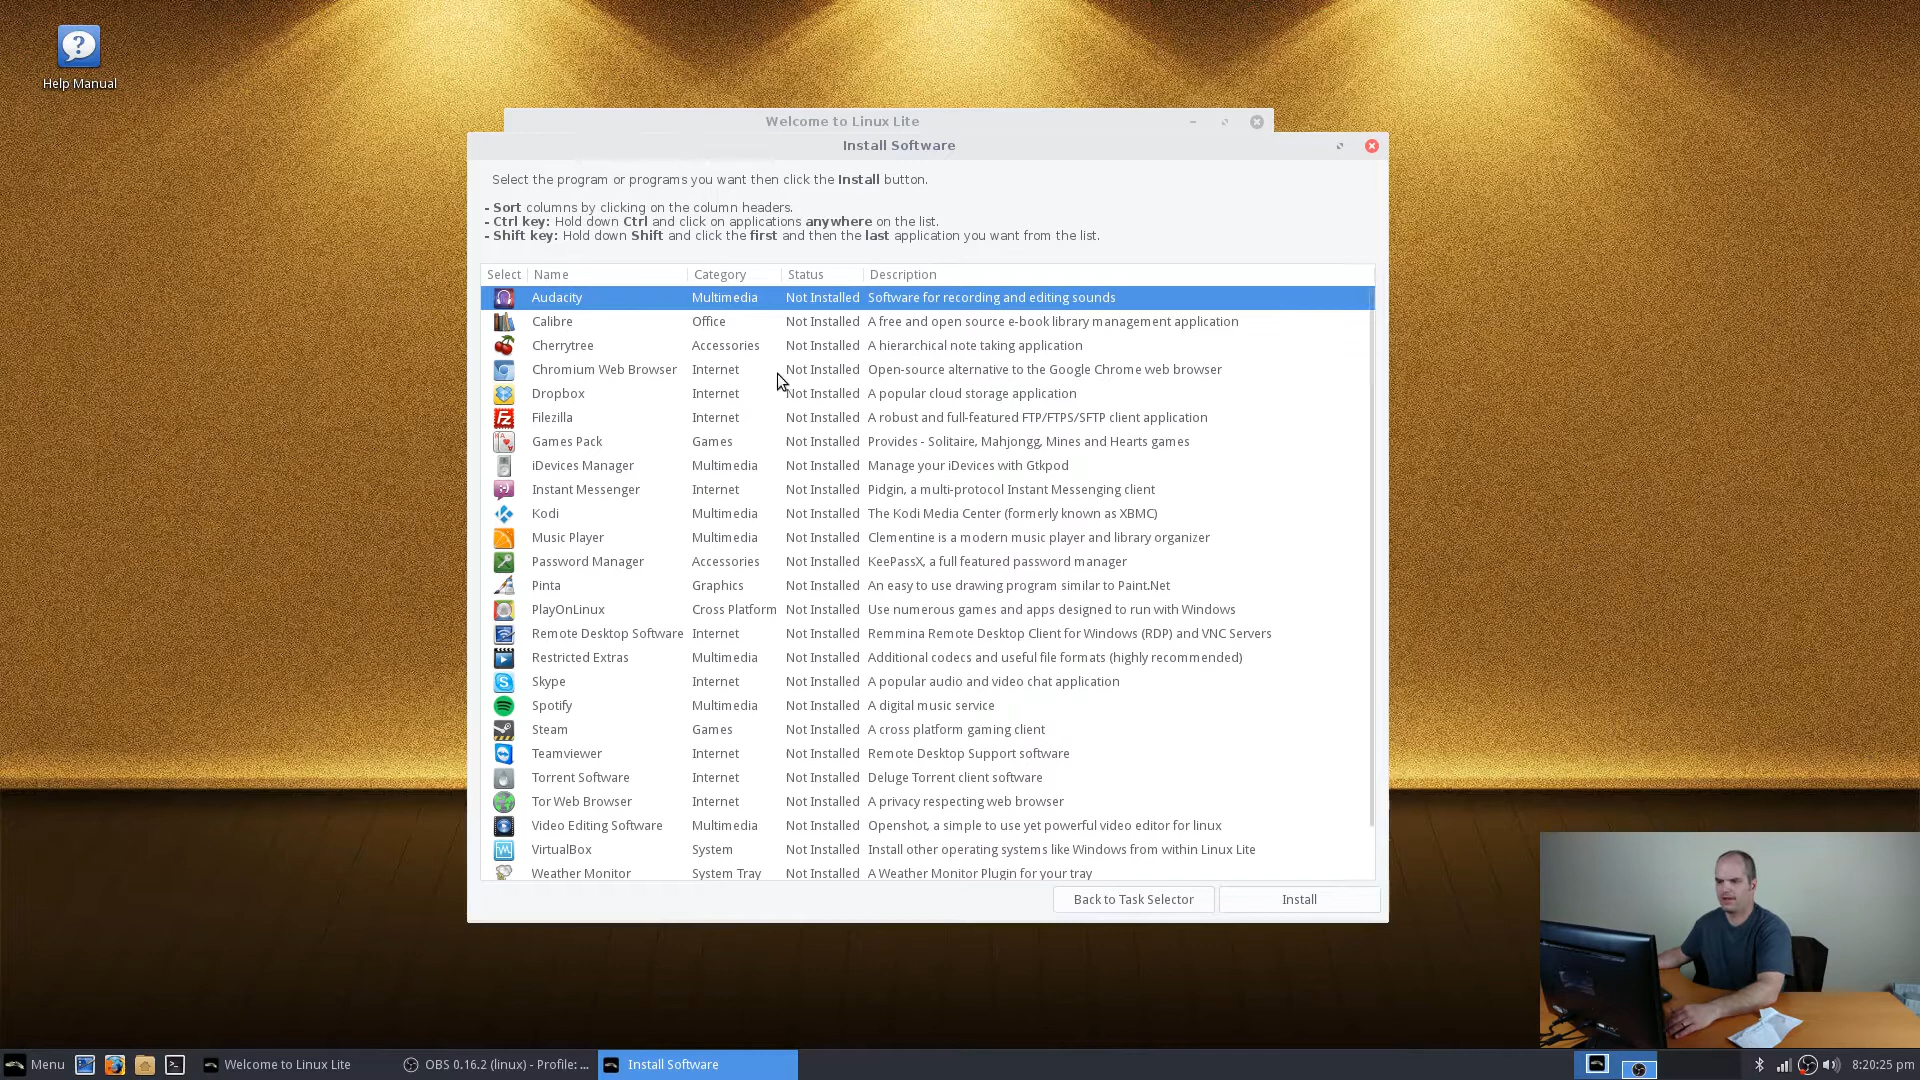 Help Manual
Welcome to Linux Lite
Install Software
Select the program or programs you want then click the Install button.
- Sort columns by clicking on the column headers.
- Ctrl key: Hold down Ctrl and click on applications anywhere on the list.
- Shift key: Hold down Shift and click the first and then the last application you want from the list.
Select Name Category Status Description
Audacity Multimedia Not Installed Software for recording and editing sounds
Calibre Office Not Installed A free and open source e-book library management application
Cherrytree Accessories Not Installed A hierarchical note taking application
Chromium Web Browser Internet Not Installed Open-source alternative to the Google Chrome web browser
Dropbox Internet Not Installed A popular cloud storage application
Filezilla Internet Not Installed A robust and full-featured FTP/FTPS/SFTP client application
Games Pack Games Not Installed Provides - Solitaire, Mahjongg, Mines and Hearts games
iDevices Manager Multimedia Not Installed Manage your iDevices with Gtkpod
Instant Messenger Internet Not Installed Pidgin, a multi-protocol Instant Messenging client
Kodi Multimedia Not Installed The Kodi Media Center (formerly known as XBMC)
Music Player Multimedia Not Installed Clementine is a modern music player and library organizer
Password Manager Accessories Not Installed KeePassX, a full featured password manager
Pinta Graphics Not Installed An easy to use drawing program similar to Paint.Net
PlayOnLinux Cross Platform Not Installed Use numerous games and apps designed to run with Windows
Remote Desktop Software Internet Not Installed Remmina Remote Desktop Client for Windows (RDP) and VNC Servers
Restricted Extras Multimedia Not Installed Additional codecs and useful file formats (highly recommended)
Skype Internet Not Installed A popular audio and video chat application
Spotify Multimedia Not Installed A digital music service
Steam Games Not Installed A cross platform gaming client
Teamviewer Internet Not Installed Remote Desktop Support software
Torrent Software Internet Not Installed Deluge Torrent client software
Tor Web Browser Internet Not Installed A privacy respecting web browser
Video Editing Software Multimedia Not Installed Openshot, a simple to use yet powerful video editor for linux
VirtualBox System Not Installed Install other operating systems like Windows from within Linux Lite
Weather Monitor System Tray Not Installed A Weather Monitor Plugin for your tray
Back to Task Selector Install
Menu Welcome to Linux Lite OBS 0.16.2 (linux) - Profile: ... Install Software 8:20:25 pm